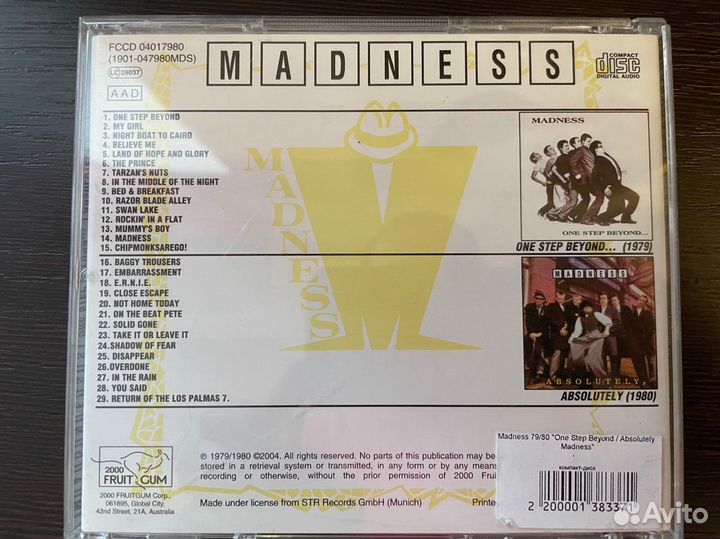 FCCD 04017980
(1901-047980MDS)
LC 29037
AAD
MADNESS
COMPACT
disc
DIGITAL AUDIO
1. ONE STEP BEYOND
2. MY GIRL
3. NIGHT BOAT TO CAIRO
4. BELIEVE ME
5. LAND OF HOPE AND GLORY
6. THE PRINCE
7. TARZAN'S NUTS
8. IN THE MIDDLE OF THE NIGHT
9. BED & BREAKFAST
10. RAZOR BLADE ALLEY
11. SWAN LAKE
12. ROCKIN' IN A FLAT
13. MUMMY'S BOY
14. MADNESS
15. CHIPMONKSAREGO!
MADNESS
MADNESS
ONE STEP BEYOND...
ONE STEP BEYOND... (1979)
16. BAGGY TROUSERS
17. EMBARRASSMENT
18. E.R.N.I.E.
19. CLOSE ESCAPE
20. NOT HOME TODAY
21. ON THE BEAT PETE
22. SOLID GONE
23. TAKE IT OR LEAVE IT
24.SHADOW OF FEAR
25. DISAPPEAR
26.OVERDONE
27. IN THE RAIN
28. YOU SAID
29. RETURN OF THE LOS PALMAS 7.
MADNESS
ABSOLUTELY
ABSOLUTELY (1980)
2000
FRUITGUM
2000 FRUITGUM Corp.,
061895, Global City,
42nd Street, 21A, Australia
℗ 1979/1980 ©2004. All rights reserved. No parts of this publication may be
stored in a retrieval system or transmitted, in any form or by any means
recording or otherwise, without the prior permission of 2000 Frui
Made under license from STR Records GmbH (Munich)
Printe
Madness 79/80 "One Step Beyond / Absolutely
Madness"
компакт-диск
2 200001 38337
Avito